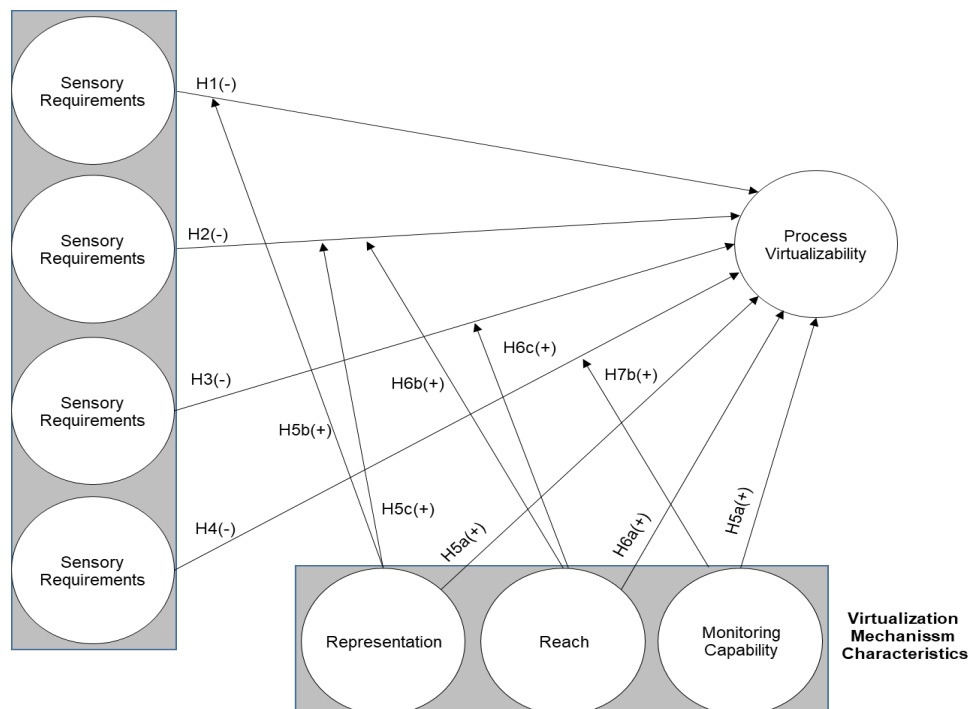 Sensory
Requirements
H1(-)
Sensory
Requirements
H2(-)
Process
Virtualizability
Sensory
Requirements
H3(-)
H6c(+)
H6b(+)
H7b(+)
H5b(+)
Sensory
Requirements
H4(-)
H5c(+)
H5a(+)
H6a(+)
H5a(+)
Representation
Reach
Monitoring
Capability
Virtualization
Mechanissm
Characteristics